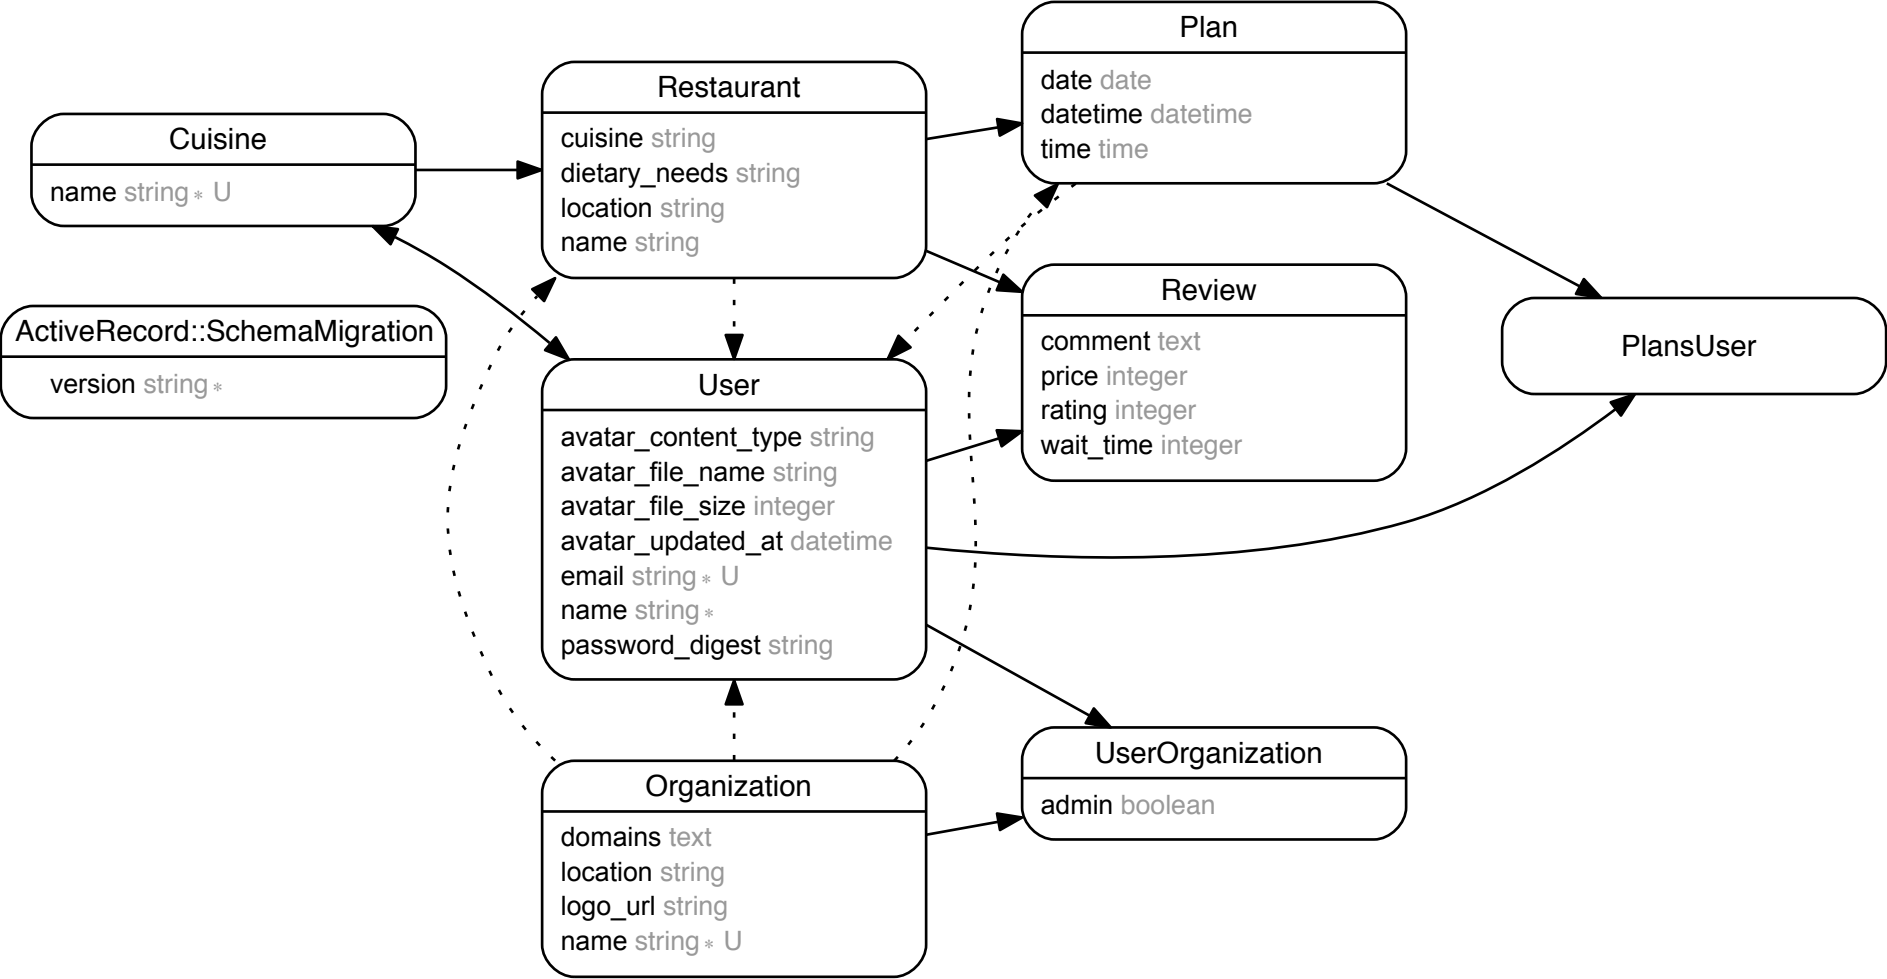 Cuisine
name string* U
ActiveRecord::SchemaMigration
version string*
Restaurant
cuisine string
dietary_needs string
location string
name string
User
avatar_content_type string
avatar_file_name string
avatar_file_size integer
avatar_updated_at datetime
email string* U
name string*
password_digest string
Organization
domains text
location string
logo_url string
name string* U
Plan
date date
datetime datetime
time time
Review
comment text
price integer
rating integer
wait_time integer
UserOrganization
admin boolean
PlansUser